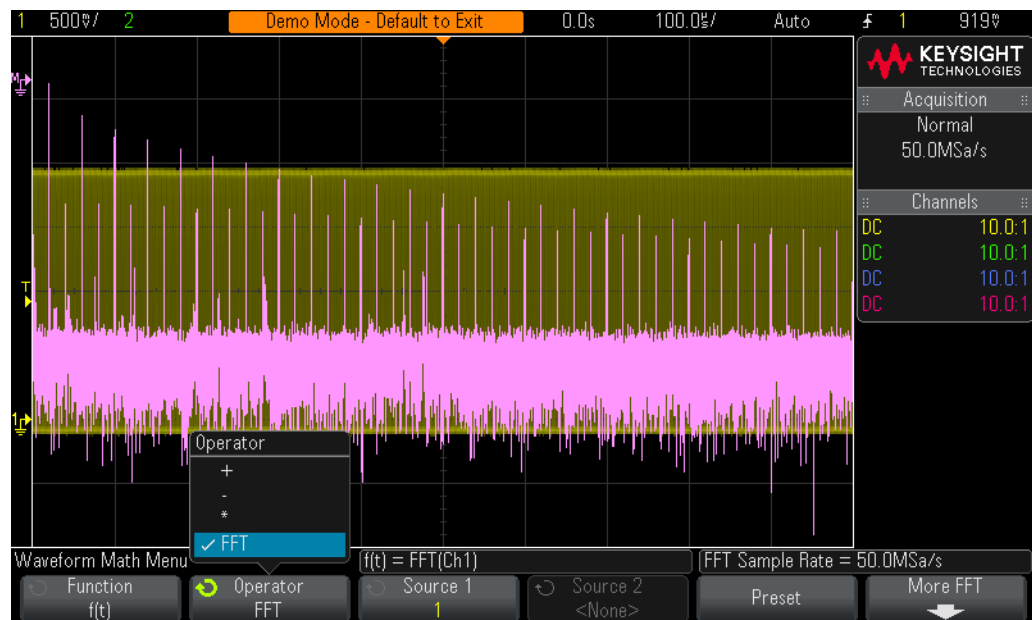 1 500mV/ 2 Demo Mode - Default to Exit 0.0s 100.0µs/ Auto 1 919mV
KEYSIGHT
TECHNOLOGIES
Acquisition
Normal
50.0MSa/s
Channels
DC 10.0:1
DC 10.0:1
DC 10.0:1
DC 10.0:1
M
T
1
Operator
+
-
*
FFT
Waveform Math Menu f(t) = FFT(Ch1) FFT Sample Rate = 50.0MSa/s
Function Operator Source 1 Source 2 Preset More FFT
f(t) FFT 1 <None>